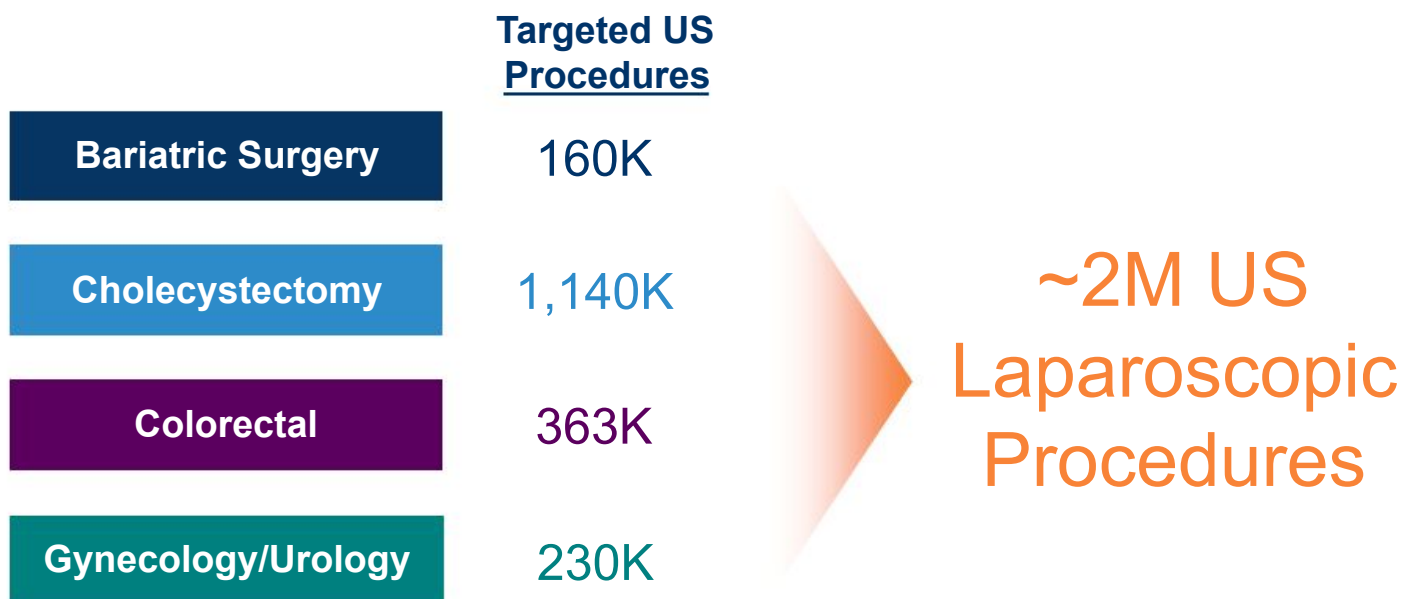 Targeted US
Procedures
Bariatric Surgery 160K
Cholecystectomy 1,140K
Colorectal 363K
Gynecology/Urology 230K
~2M US
Laparoscopic
Procedures